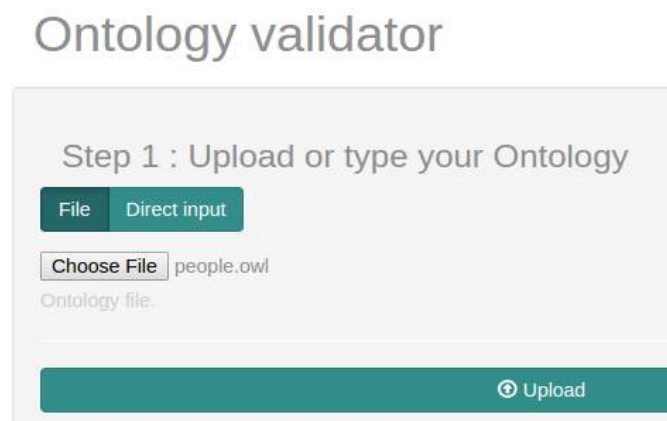 Ontology validator
Step 1 : Upload or type your Ontology
File Direct input
Choose File people.owl
Ontology file.
Upload